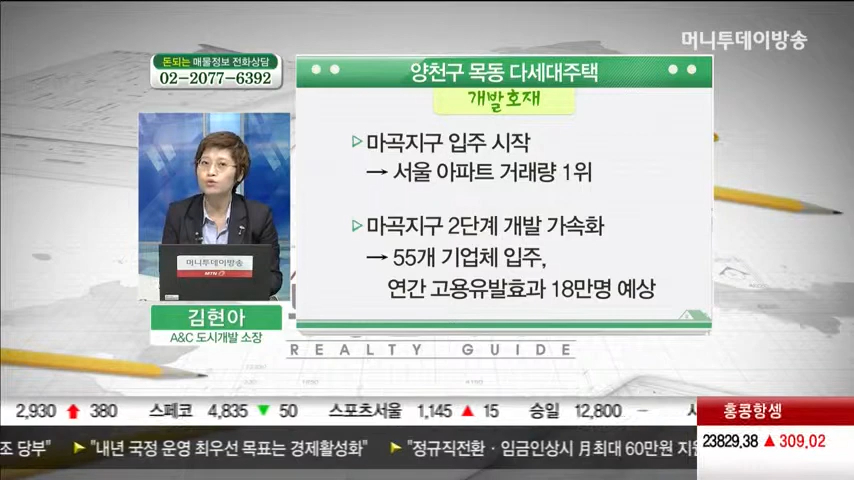 머니투데이방송
돈되는 매물정보 전화상담
02-2077-6392
양천구 목동 다세대주택
개발호재
▷마곡지구 입주 시작
→ 서울 아파트 거래량 1위
▷마곡지구 2단계 개발 가속화
→ 55개 기업체 입주,
연간 고용유발효과 18만명 예상
머니투데이방송
MTN
김현아
A&C 도시개발 소장
REALTY GUIDE
2,930 ⬆ 380 스페코 4,835 ▼ 50 스포츠서울 1,145 ▲ 15 승일 12,800 –
홍콩항셍
23829.38 ▲ 309.02
조 당부" ▶"내년 국정 운영 최우선 목표는 경제활성화" ▶"정규직전환·임금인상시 月최대 60만원 지원